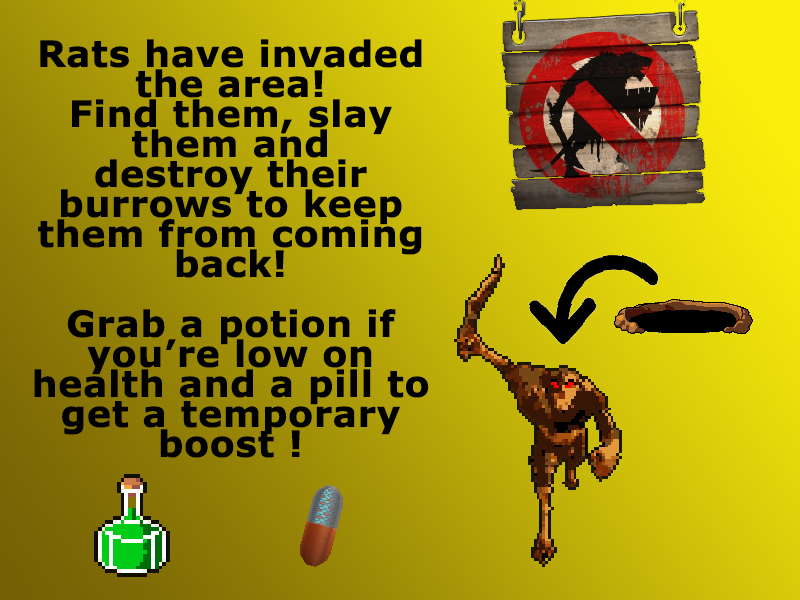 Rats have invaded
the area!
Find them, slay
them and
destroy their
burrows to keep
them from coming
back!
Grab a potion if
you’re low on
health and a pill to
get a temporary
boost !